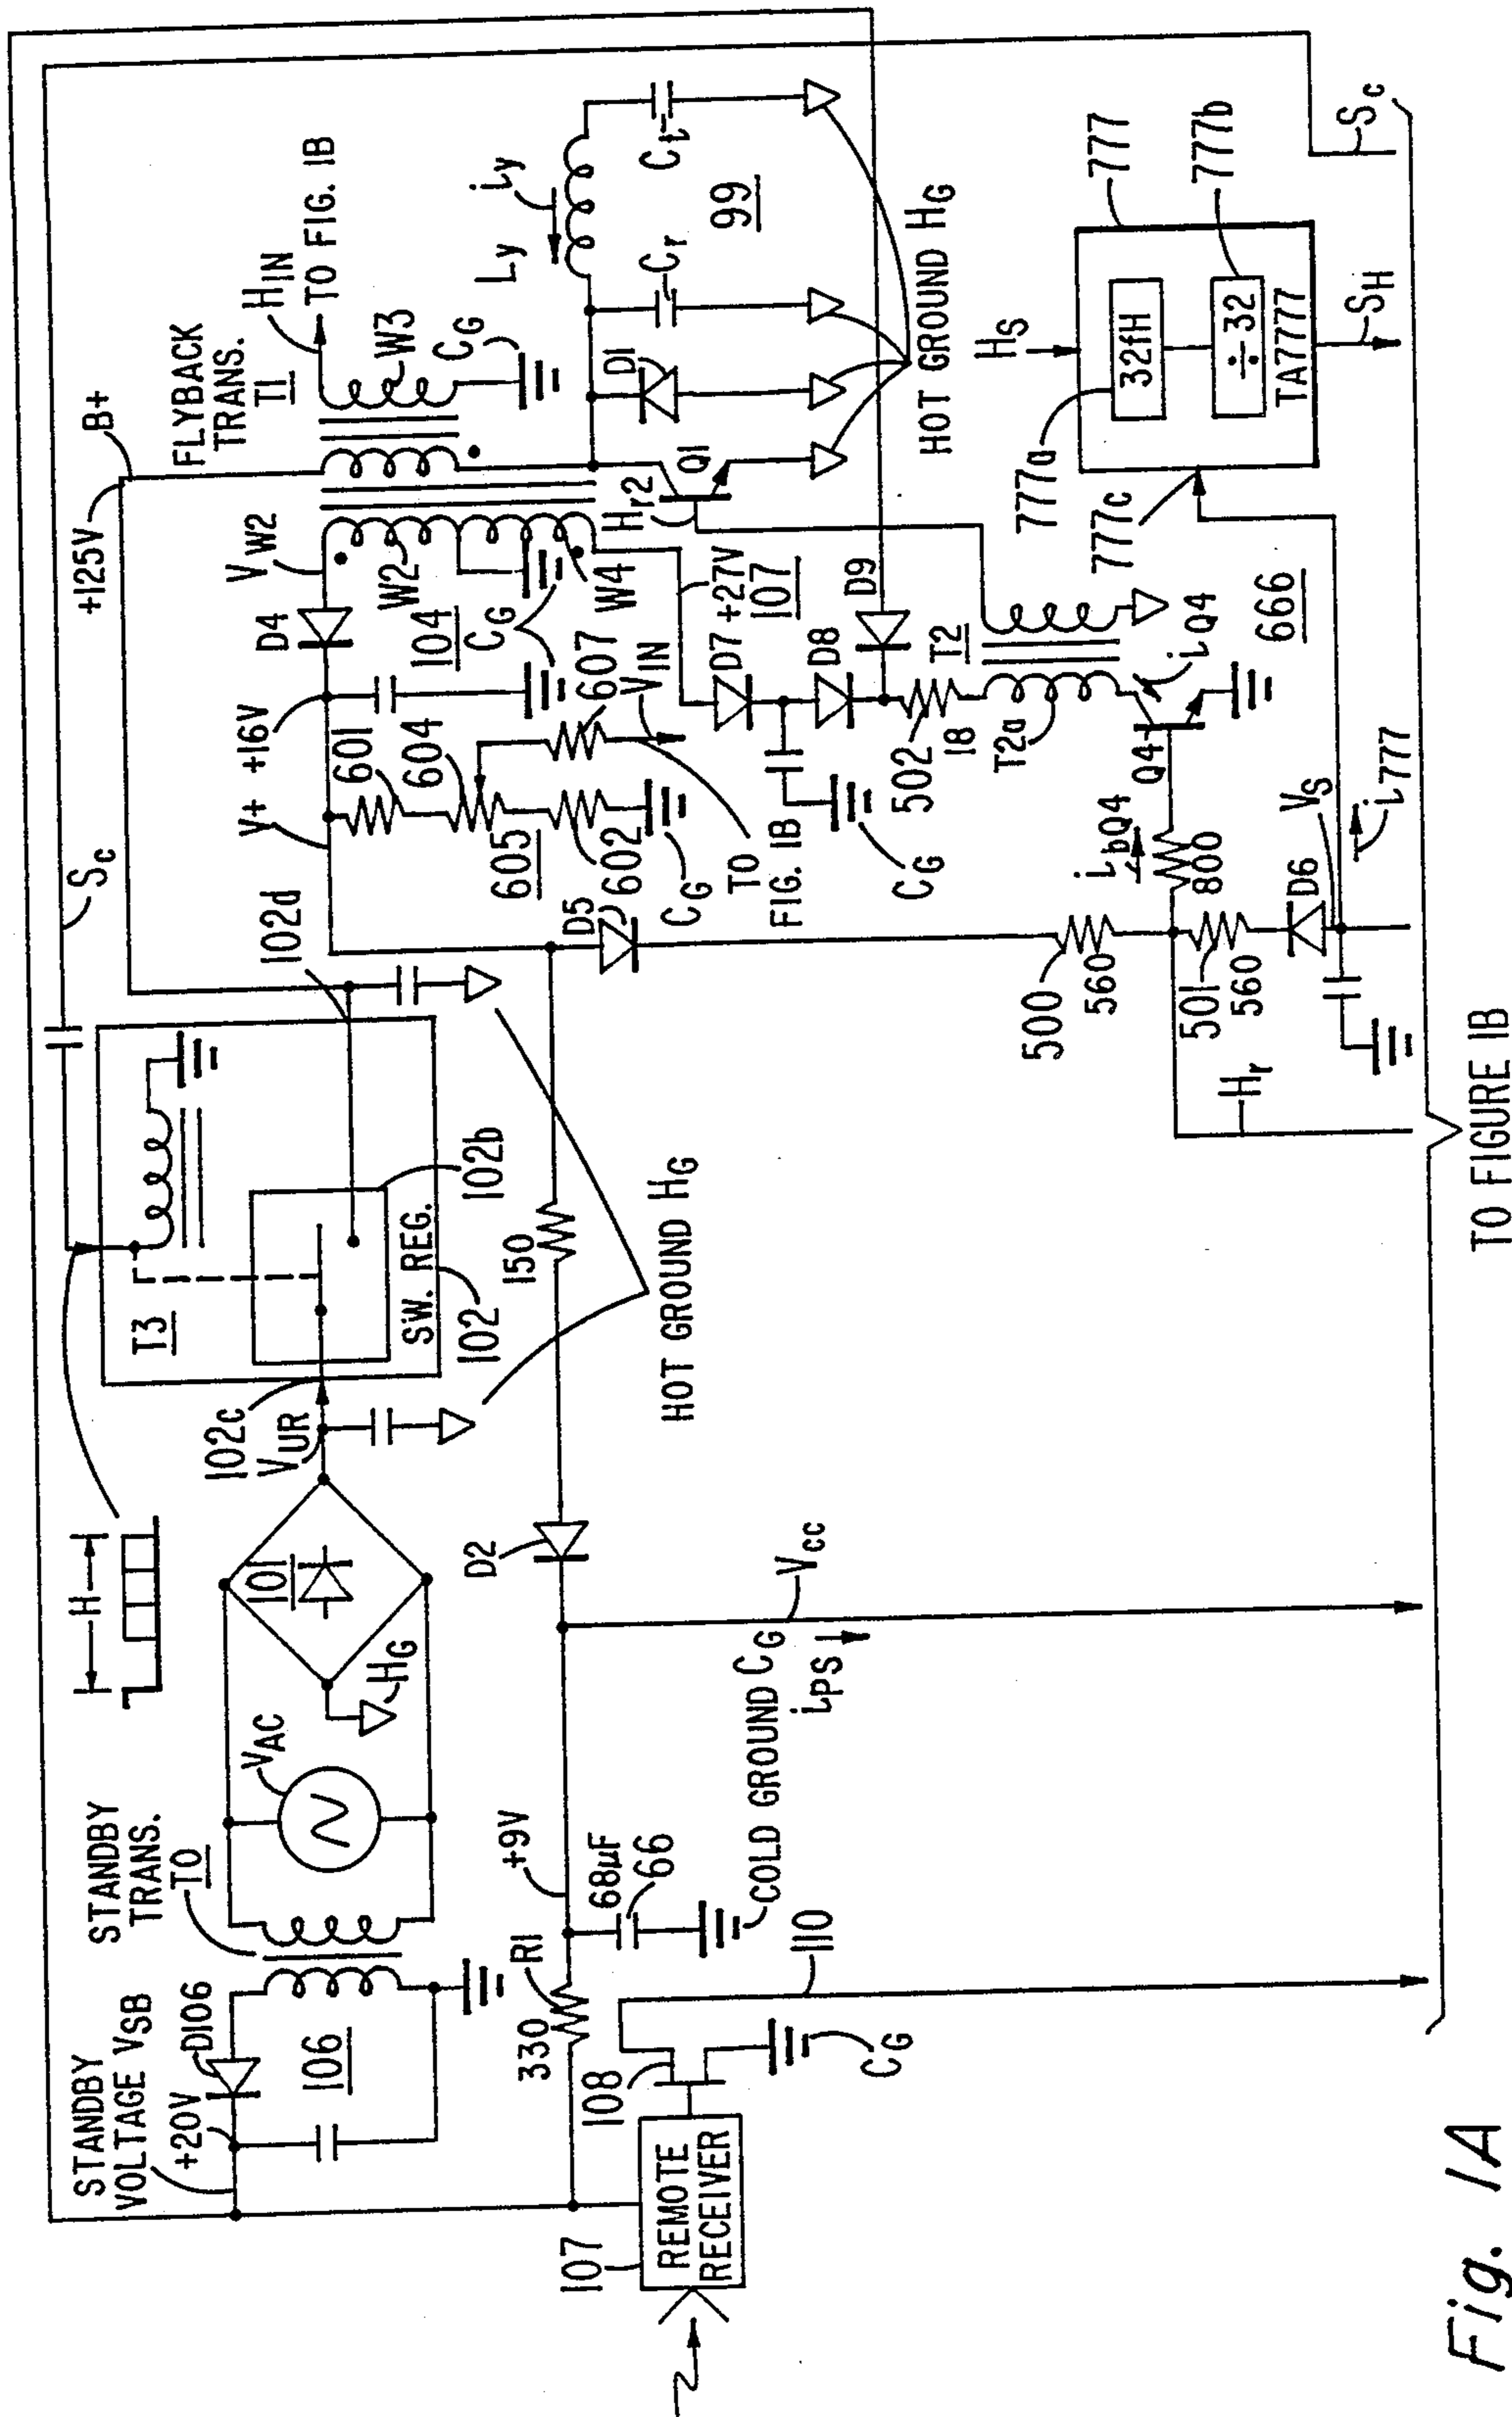 STANDBY
VOLTAGE VSB
+20V
D106
106
STANDBY
TRANS.
T0
VAC
HG
101
H
102c
VUR
T3
SW. REG.
102
102b
102d
Sc
+125V
B+
FLYBACK
TRANS.
T1
HIN
TO FIG. 1B
W3
CG
V+
+16V
D4
VW2
W2
104
CG
W4
601
604
605
602
CG
607
VIN
TO
FIG. 1B
Hr2
Q1
D1
Cr
Ly
iy
Ct
99
HOT GROUND HG
+27V
107
D7
D8
D9
CG
502
18
T2
T2a
Q4
iQ4
666
HS
777a
32fH
÷32
TA7777
777
777b
777c
SH
Sc
D5
500
560
501
560
ibQ4
800
D6
VS
i777
Hr
150
HOT GROUND HG
D2
Vcc
iPS
+9V
68µF
66
COLD GROUND CG
R1
330
108
110
CG
107
REMOTE
RECEIVER
TO FIGURE 1B
Fig. 1A